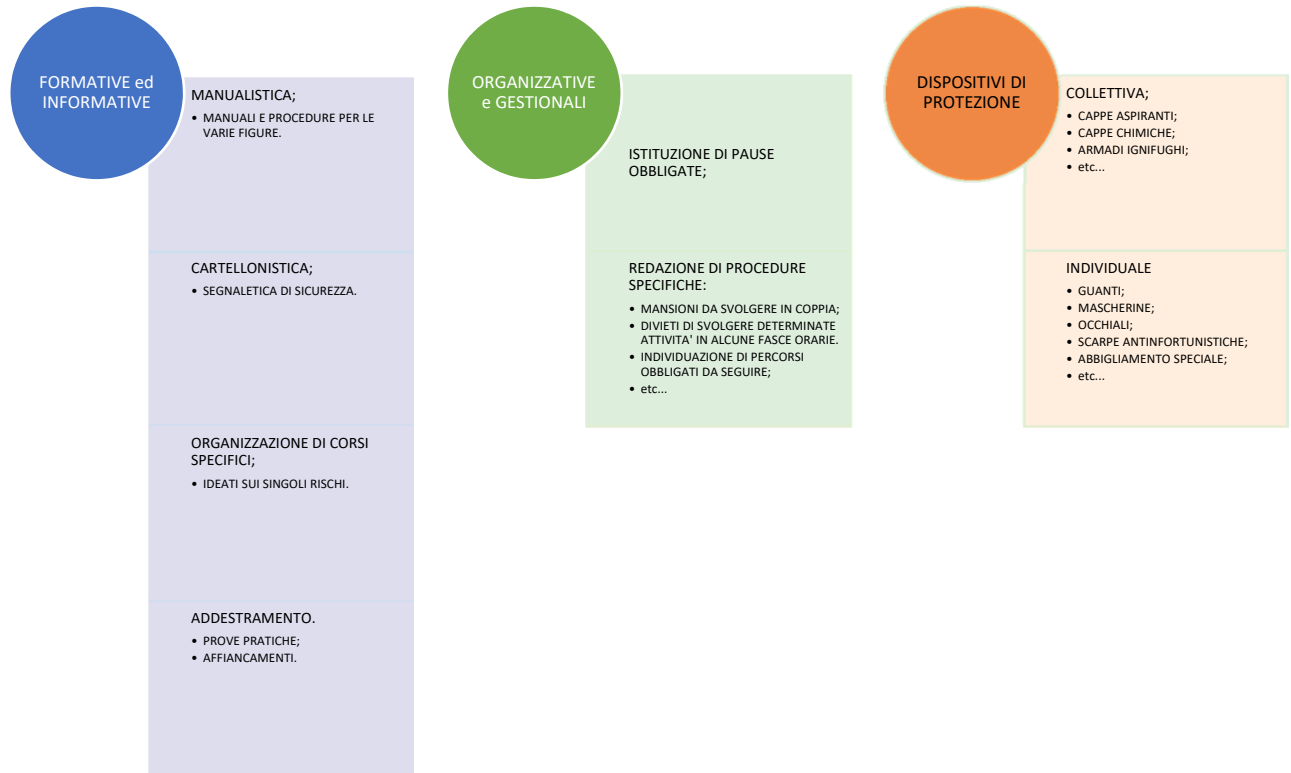 FORMATIVE ed
INFORMATIVE
MANUALISTICA;
• MANUALI E PROCEDURE PER LE
VARIE FIGURE.
CARTELLONISTICA;
• SEGNALETICA DI SICUREZZA.
ORGANIZZAZIONE DI CORSI
SPECIFICI;
• IDEATI SUI SINGOLI RISCHI.
ADDESTRAMENTO.
• PROVE PRATICHE;
• AFFIANCAMENTI.
ORGANIZZATIVE
e GESTIONALI
ISTITUZIONE DI PAUSE
OBBLIGATE;
REDAZIONE DI PROCEDURE
SPECIFICHE:
• MANSIONI DA SVOLGERE IN COPPIA;
• DIVIETI DI SVOLGERE DETERMINATE
ATTIVITA' IN ALCUNE FASCE ORARIE.
• INDIVIDUAZIONE DI PERCORSI
OBBLIGATI DA SEGUIRE;
• etc...
DISPOSITIVI DI
PROTEZIONE
COLLETTIVA;
• CAPPE ASPIRANTI;
• CAPPE CHIMICHE;
• ARMADI IGNIFUGHI;
• etc...
INDIVIDUALE
• GUANTI;
• MASCHERINE;
• OCCHIALI;
• SCARPE ANTINFORTUNISTICHE;
• ABBIGLIAMENTO SPECIALE;
• etc...